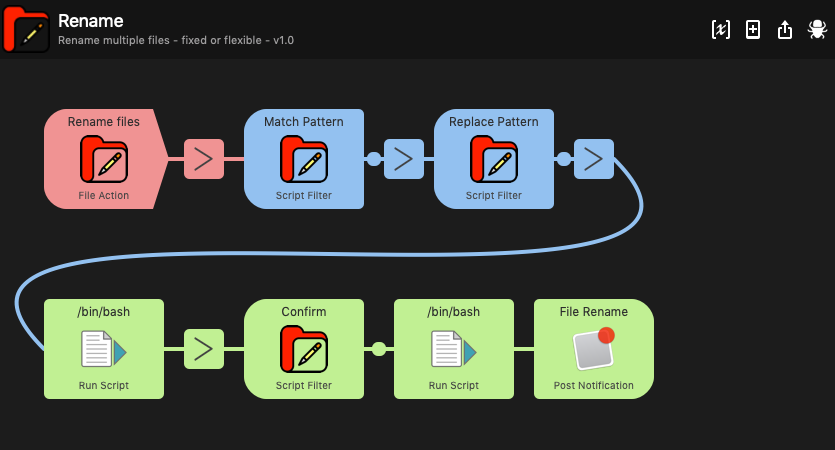 Rename
Rename multiple files - fixed or flexible - v1.0
[x]
Rename files
File Action
Match Pattern
Script Filter
Replace Pattern
Script Filter
/bin/bash
Run Script
Confirm
Script Filter
/bin/bash
Run Script
File Rename
Post Notification